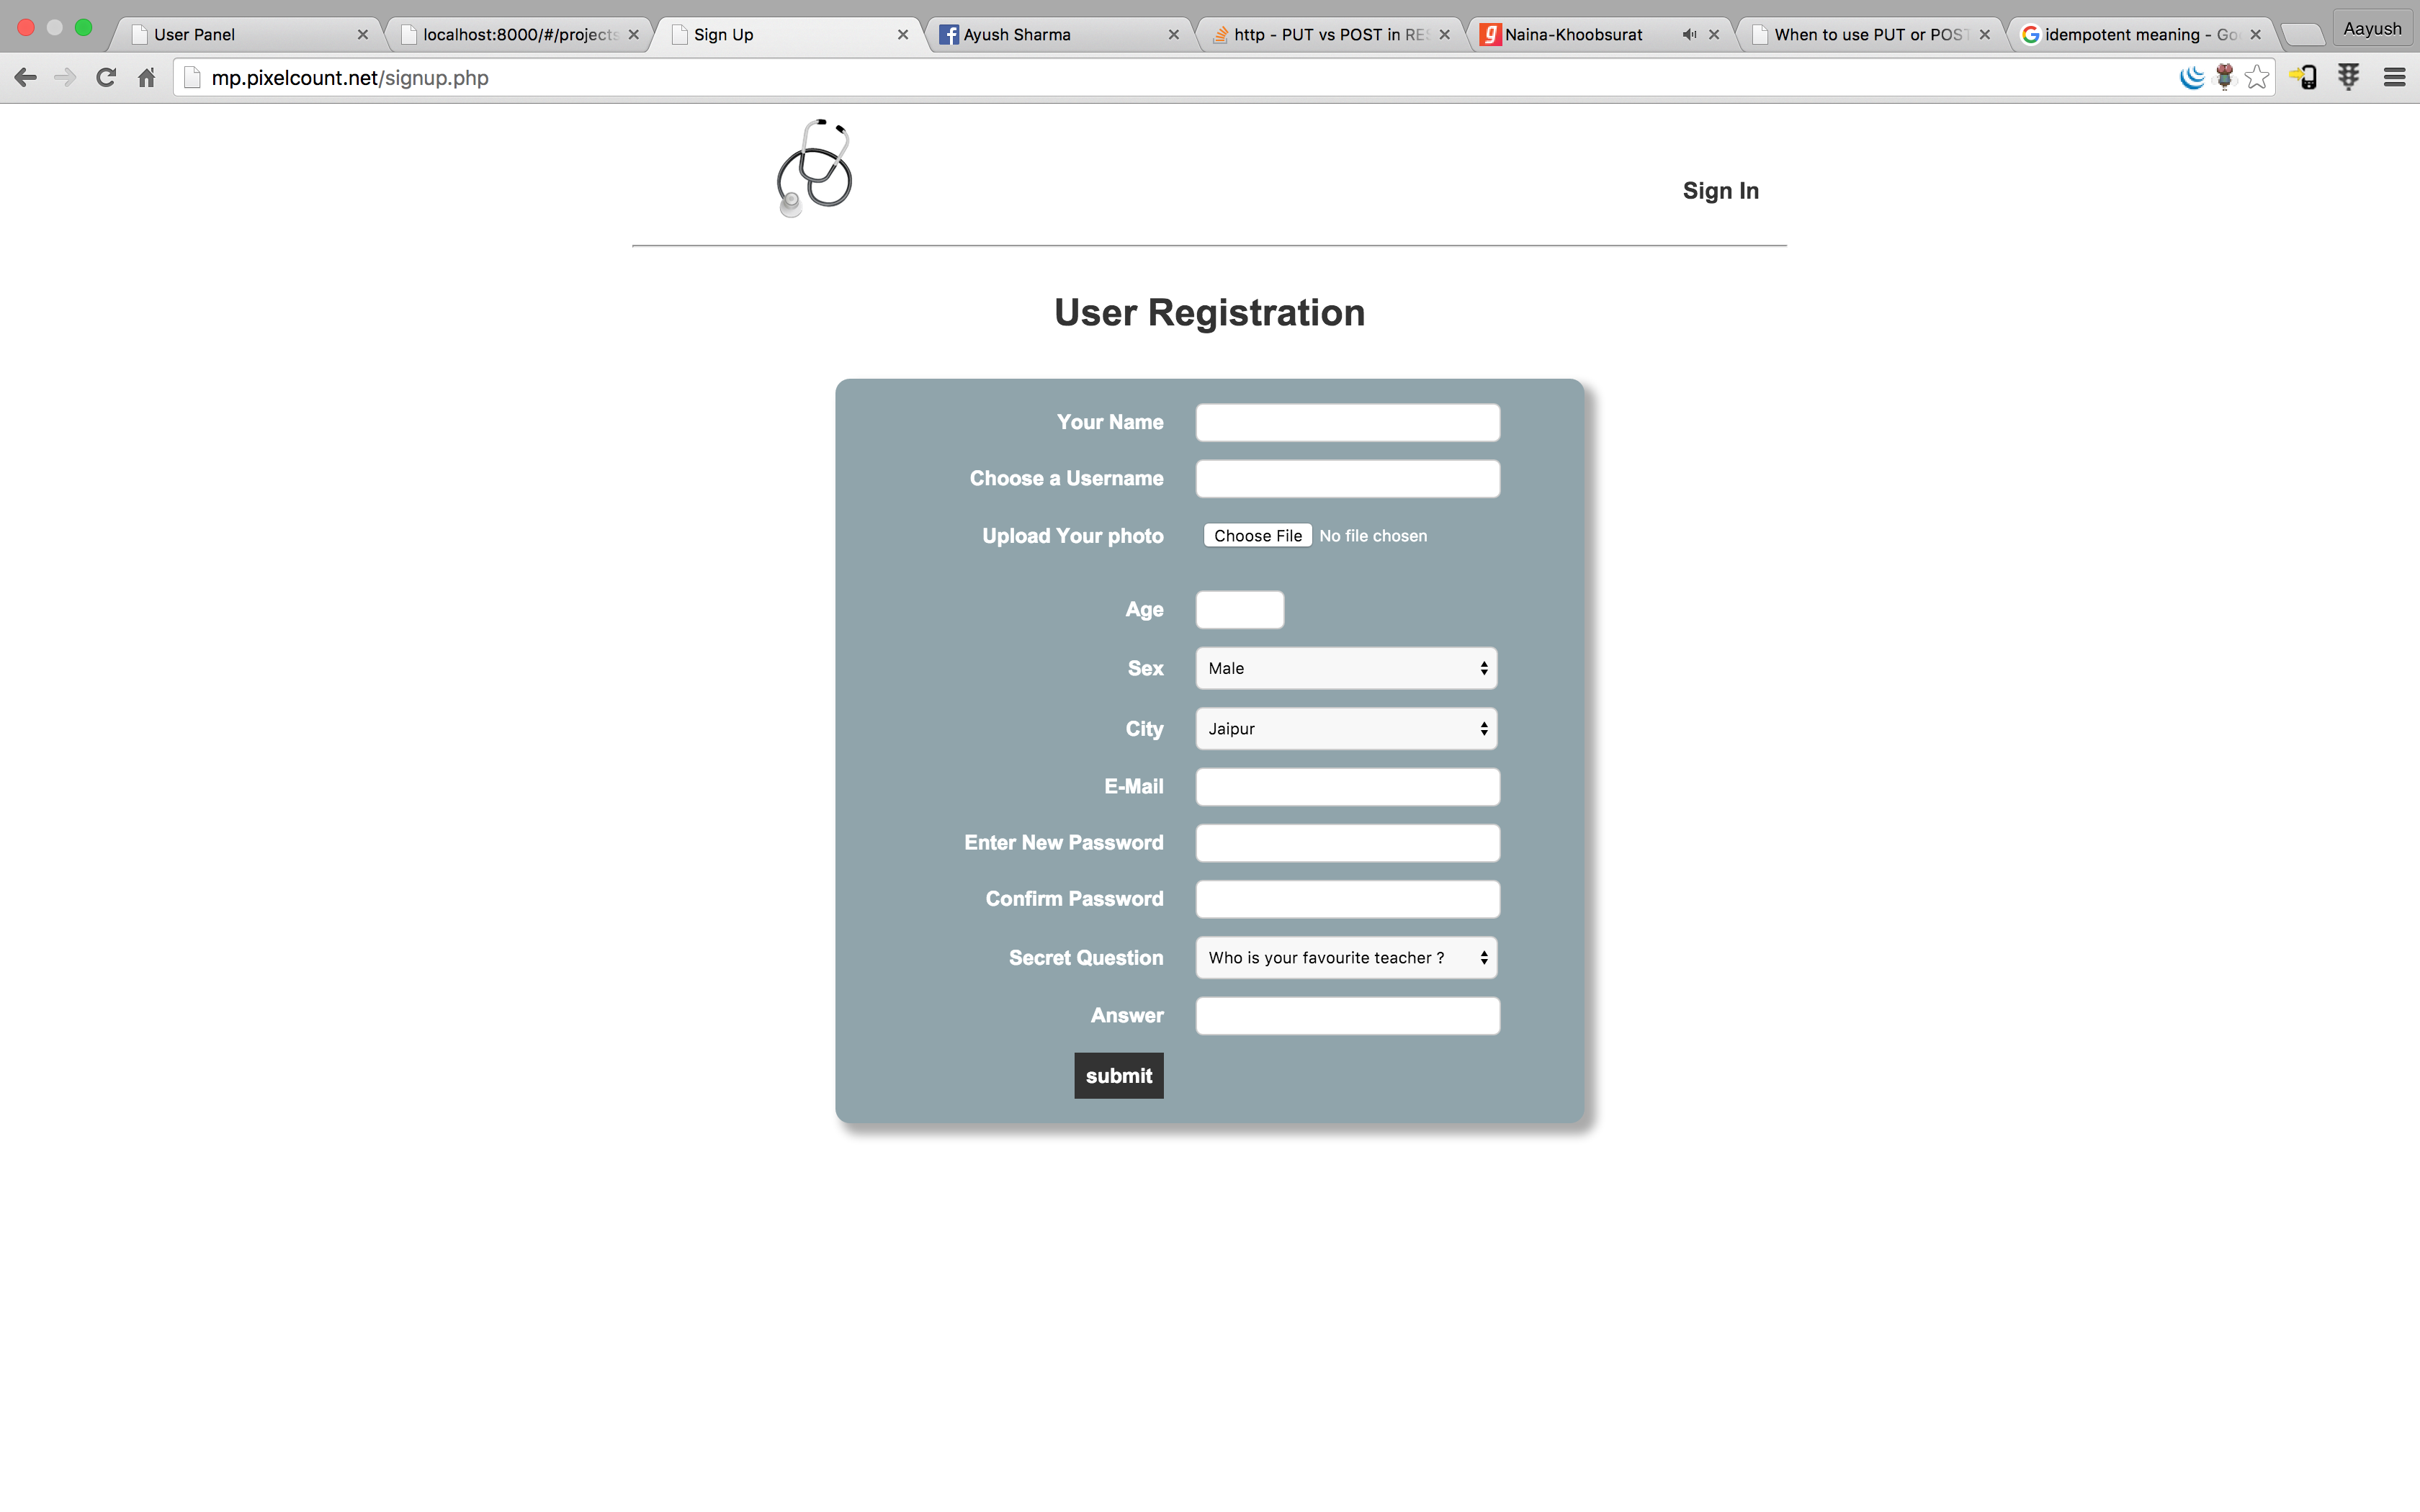 User Panel
localhost:8000/#/projects
Sign Up
Ayush Sharma
http - PUT vs POST in RES
Naina-Khoobsurat
When to use PUT or POST
idempotent meaning - Goo
Aayush
mp.pixelcount.net/signup.php
Sign In
User Registration
Your Name
Choose a Username
Upload Your photo Choose File No file chosen
Age
Sex Male
City Jaipur
E-Mail
Enter New Password
Confirm Password
Secret Question Who is your favourite teacher ?
Answer
submit